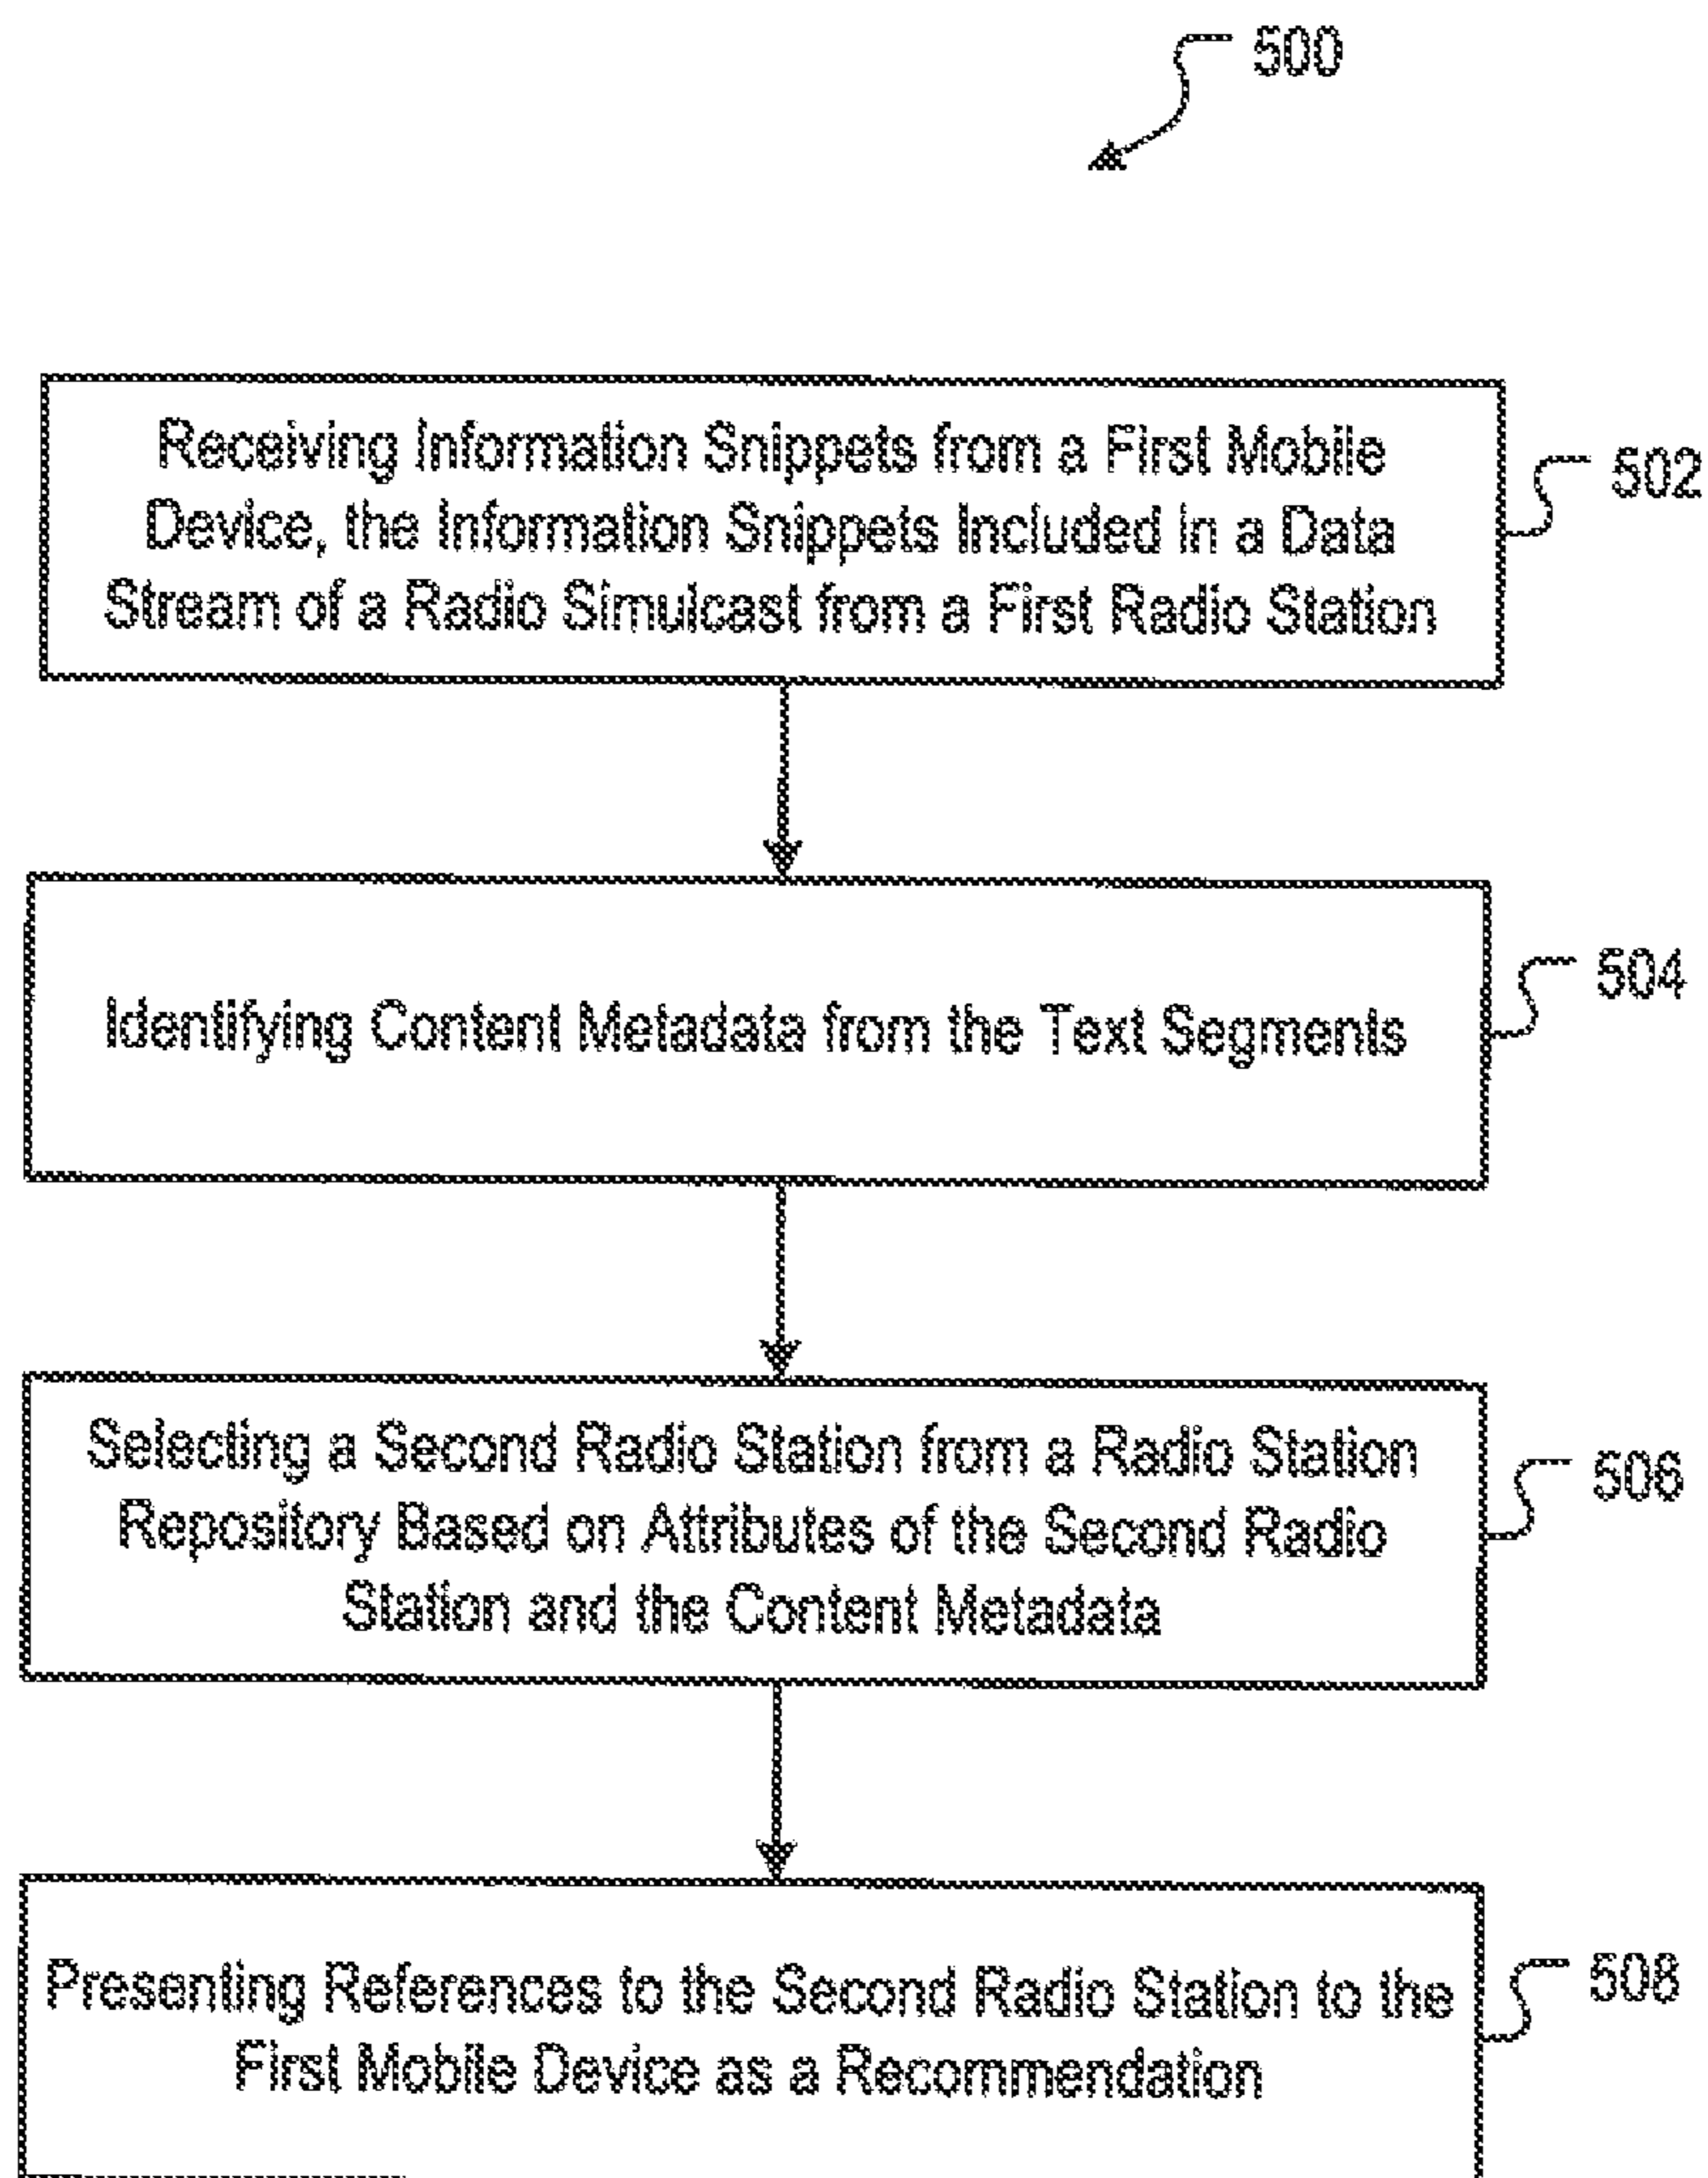 500
Receiving Information Snippets from a First Mobile
Device, the Information Snippets Included in a Data
Stream of a Radio Simulcast from a First Radio Station
502
Identifying Content Metadata from the Text Segments
504
Selecting a Second Radio Station from a Radio Station
Repository Based on Attributes of the Second Radio
Station and the Content Metadata
506
Presenting References to the Second Radio Station to the
First Mobile Device as a Recommendation
508